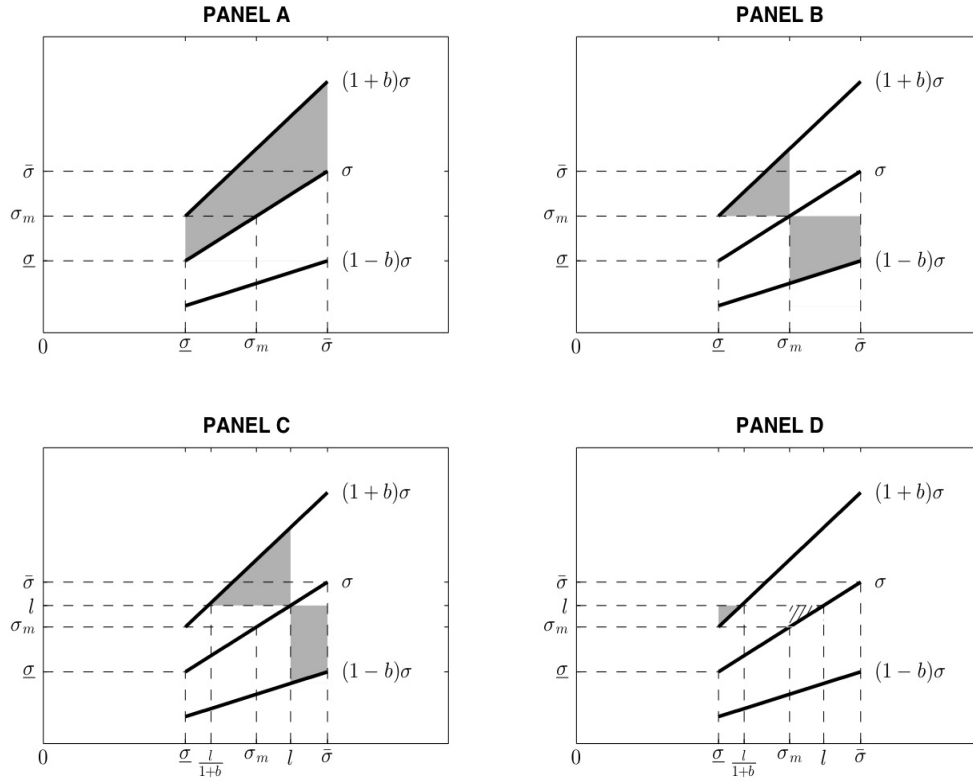 PANEL A
(1 + b)σ
σ̄
σ
σ_m
σ̲
(1 − b)σ
0
σ̲
σ_m
σ̄
PANEL B
(1 + b)σ
σ̄
σ
σ_m
σ̲
(1 − b)σ
0
σ̲
σ_m
σ̄
PANEL C
(1 + b)σ
σ̄
σ
l
σ_m
σ̲
(1 − b)σ
0
σ̲
l/(1+b)
σ_m
l
σ̄
PANEL D
(1 + b)σ
σ̄
σ
l
σ_m
σ̲
(1 − b)σ
0
σ̲
l/(1+b)
σ_m
l
σ̄